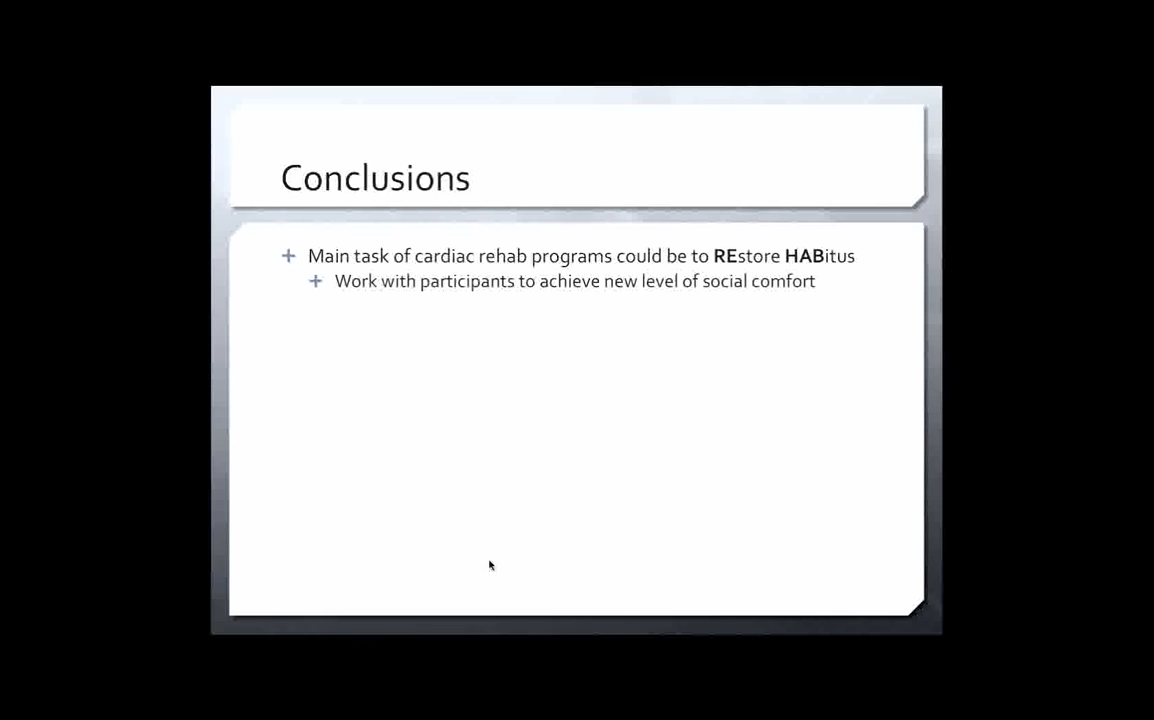 Conclusions
Main task of cardiac rehab programs could be to REstore HABitus
Work with participants to achieve new level of social comfort